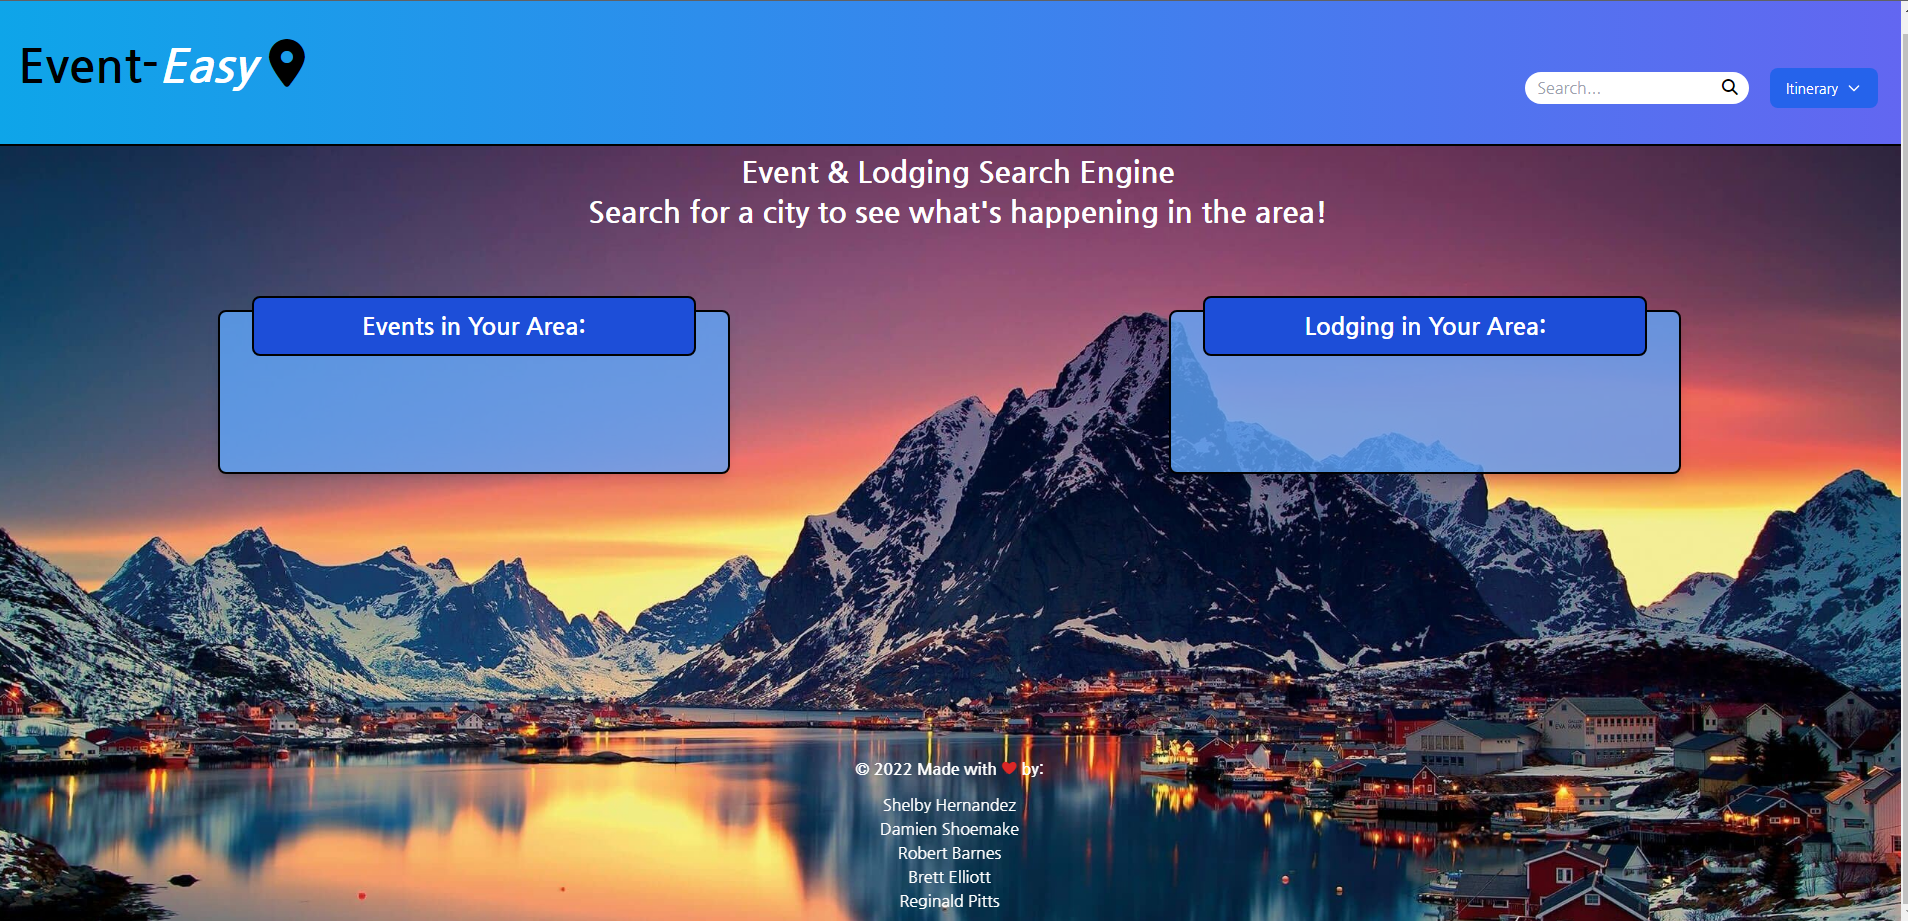 Event-Easy
Search...
Itinerary
Event & Lodging Search Engine
Search for a city to see what's happening in the area!
Events in Your Area:
Lodging in Your Area:
EVA HARE
© 2022 Made with ❤ by:
Shelby Hernandez
Damien Shoemake
Robert Barnes
Brett Elliott
Reginald Pitts